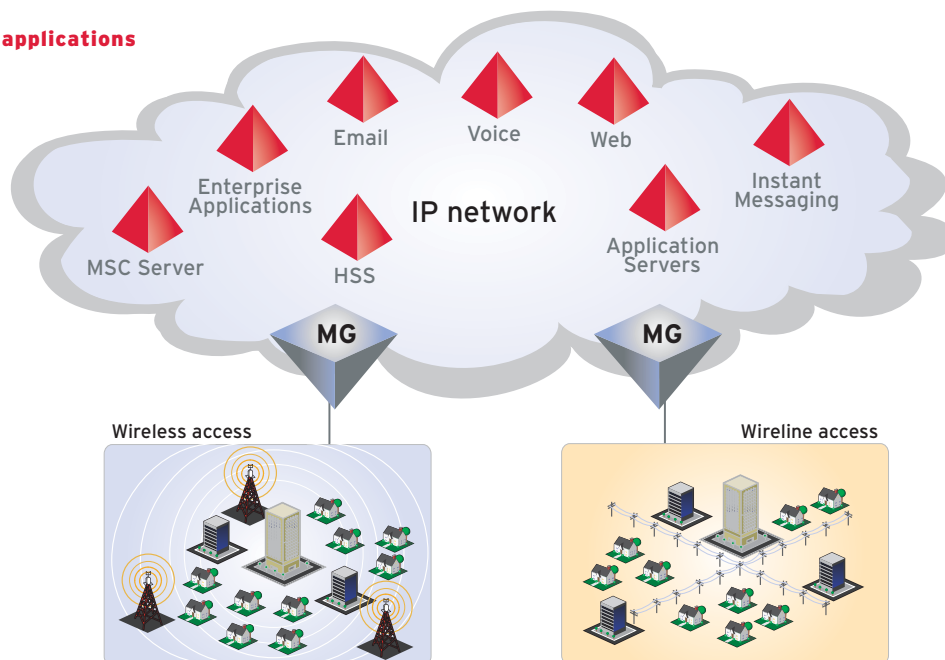 applications
Email
Voice
Web
Enterprise
Applications
Instant
Messaging
IP network
MSC Server
HSS
Application
Servers
MG
MG
Wireless access
Wireline access